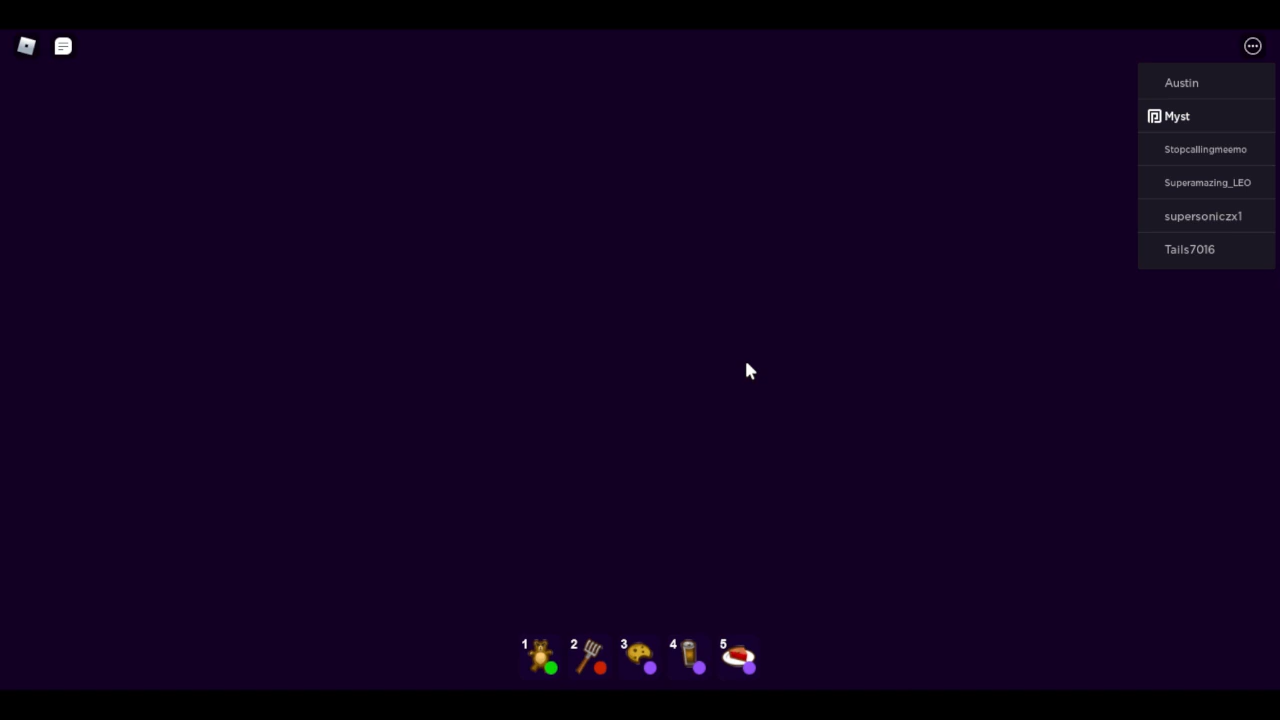 Austin
Myst
Stopcallingmeemo
Superamazing_LEO
supersoniczx1
Tails7016
1 2 3 4 5